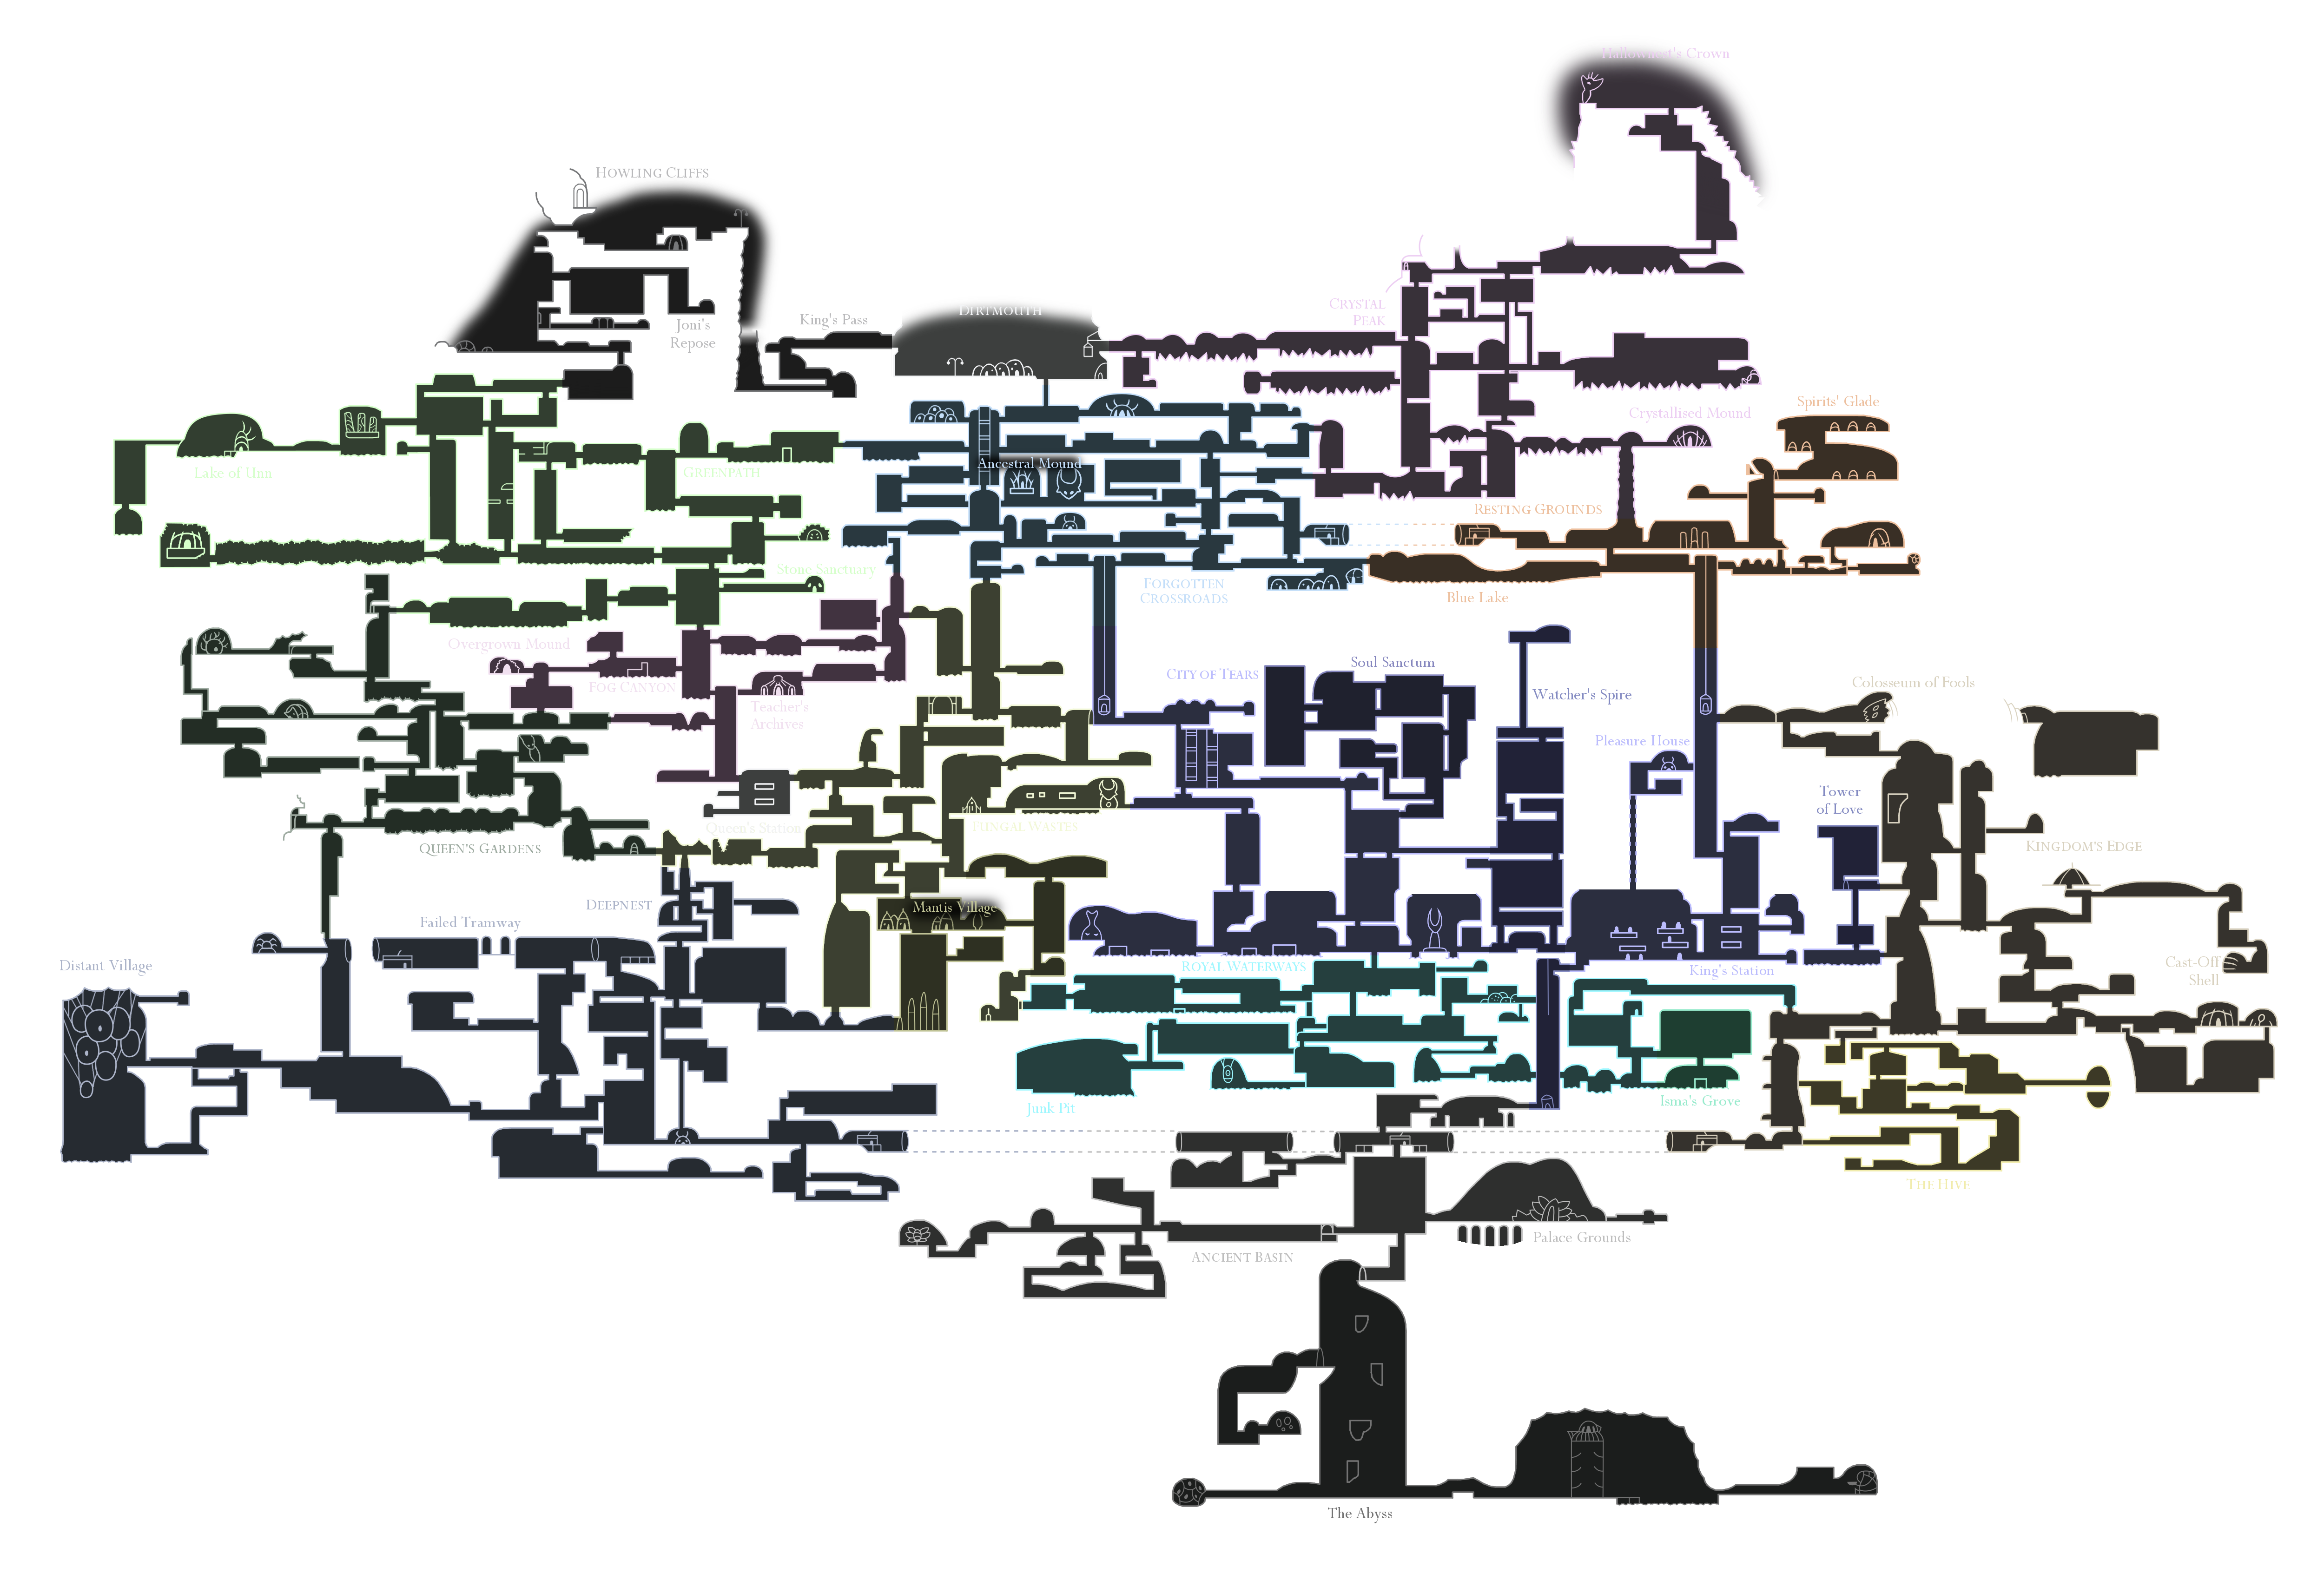 Hallownest's Crown
HOWLING CLIFFS
CRYSTAL
PEAK
DIRTMOUTH
King's Pass
Joni's
Repose
Spirits' Glade
Crystallised Mound
Lake of Unn
GREENPATH
Ancestral Mound
RESTING GROUNDS
Stone Sanctuary
FORGOTTEN
CROSSROADS
Blue Lake
Overgrown Mound
FOG CANYON
Teacher's
Archives
CITY OF TEARS
Soul Sanctum
Watcher's Spire
Colosseum of Fools
Pleasure House
Tower
of Love
Queen's Station
FUNGAL WASTES
QUEEN'S GARDENS
KINGDOM'S EDGE
DEEPNEST
Mantis Village
Failed Tramway
Distant Village
ROYAL WATERWAYS
King's Station
Cast-Off
Shell
Junk Pit
Isma's Grove
THE HIVE
ANCIENT BASIN
Palace Grounds
The Abyss